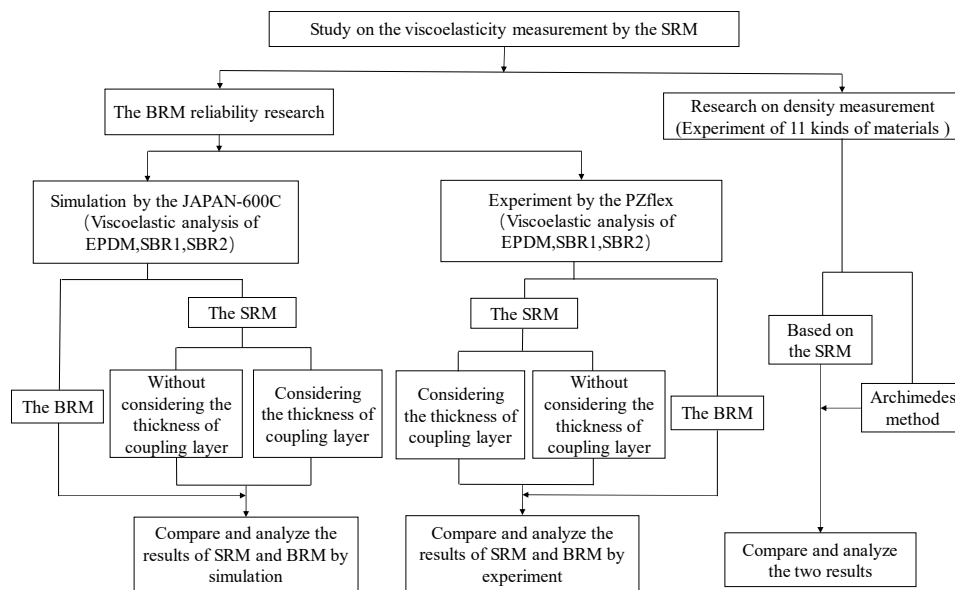 Study on the viscoelasticity measurement by the SRM
The BRM reliability research
Research on density measurement
(Experiment of 11 kinds of materials )
Simulation by the JAPAN-600C
(Viscoelastic analysis of
EPDM,SBR1,SBR2)
Experiment by the PZflex
(Viscoelastic analysis of
EPDM,SBR1,SBR2)
The SRM
The SRM
Based on
the SRM
The BRM
Without
considering the
thickness of
coupling layer
Considering
the thickness of
coupling layer
Considering
the thickness of
coupling layer
Without
considering the
thickness of
coupling layer
The BRM
Archimedes
method
Compare and analyze the
results of SRM and BRM by
simulation
Compare and analyze the
results of SRM and BRM by
experiment
Compare and analyze
the two results